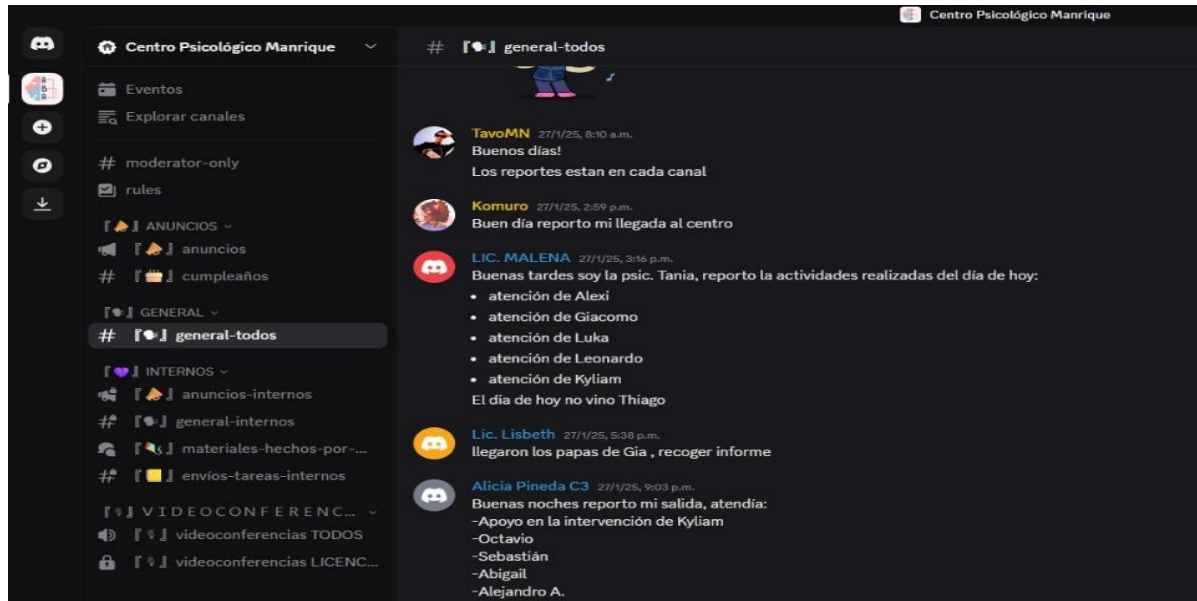 Centro Psicológico Manrique
Centro Psicológico Manrique
Eventos
Explorar canales
# moderator-only
rules
『📣』ANUNCIOS
『📣』anuncios
# 『🎂』cumpleaños
『🗣』GENERAL
# 『🗣』general-todos
『💜』INTERNOS
『📣』anuncios-internos
# 『🗣』general-internos
『』materiales-hechos-por-...
# 『🟨』envíos-tareas-internos
『🎙』VIDEOCONFERENC...
『🎙』videoconferencias TODOS
『🎙』videoconferencias LICENC...
# 『🗣』general-todos
TavoMN 27/1/25, 8:10 a.m.
Buenos días!
Los reportes estan en cada canal
Komuro 27/1/25, 2:59 p.m.
Buen día reporto mi llegada al centro
LIC. MALENA 27/1/25, 3:16 p.m.
Buenas tardes soy la psic. Tania, reporto la actividades realizadas del día de hoy:
• atención de Alexi
• atención de Giacomo
• atención de Luka
• atención de Leonardo
• atención de Kyliam
El dia de hoy no vino Thiago
Lic. Lisbeth 27/1/25, 5:38 p.m.
llegaron los papas de Gia , recoger informe
Alicia Pineda C3 27/1/25, 9:03 p.m.
Buenas noches reporto mi salida, atendía:
-Apoyo en la intervención de Kyliam
-Octavio
-Sebastián
-Abigail
-Alejandro A.